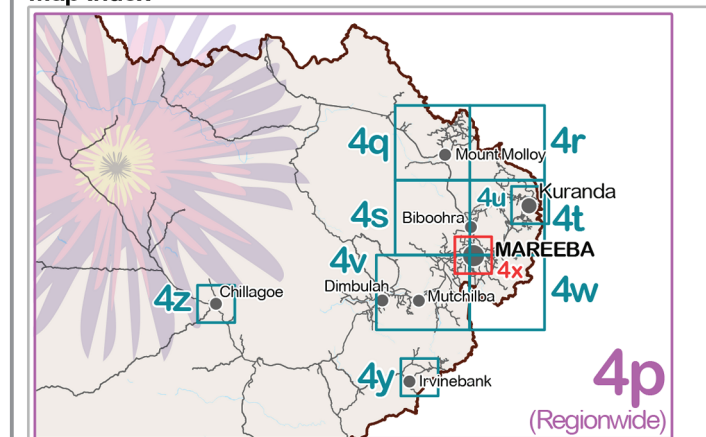 Map Index
4q
4r
Mount Molloy
Kuranda
4u
4s
Biboohra
4t
MAREEBA
4v
4x
Dimbulah
Mutchilba
4w
4z
Chillagoe
4y
Irvinebank
4p
(Regionwide)